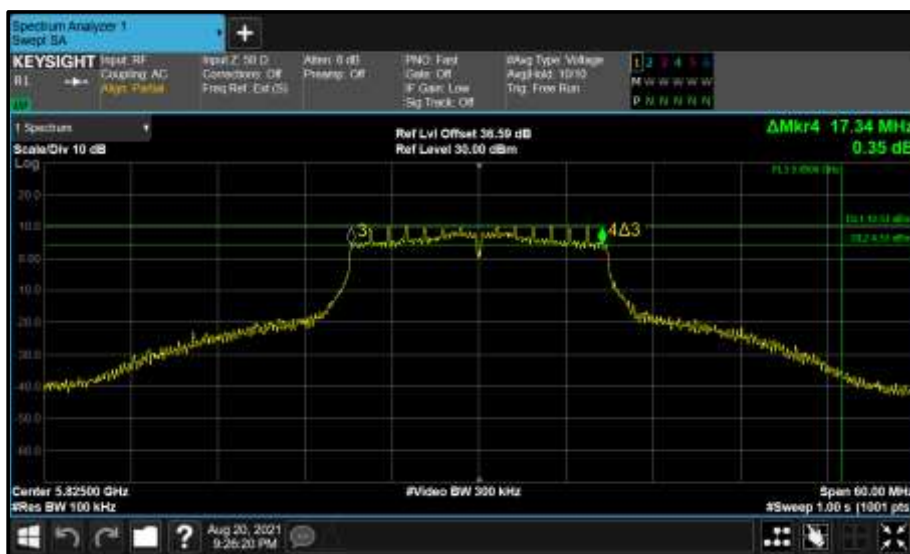 Spectrum Analyzer 1
Swept SA
+
KEYSIGHT
Input: RF
Coupling: AC
Align: Partial
Input Z: 50 Ω
Corrections: Off
Freq Ref: Ext (S)
Atten: 6 dB
Preamp: Off
PNO: Fast
Gate: Off
IF Gain: Low
Sig Track: Off
#Avg Type: Voltage
Avg|Hold: 10/10
Trig: Free Run
1 2 3 4 5 6
M W W W W W
P N N N N N
1 Spectrum
Scale/Div 10 dB
Ref Lvl Offset 36.59 dB
Ref Level 30.00 dBm
ΔMkr4 17.34 MHz
0.35 dB
Log
20.0
10.0
0.00
-10.0
-20.0
-30.0
-40.0
-50.0
-60.0
3
4Δ3
Center 5.82500 GHz
#Res BW 100 kHz
#Video BW 300 kHz
Span 60.00 MHz
#Sweep 1.00 s (1001 pts
?
Aug 20, 2021
9:26:20 PM